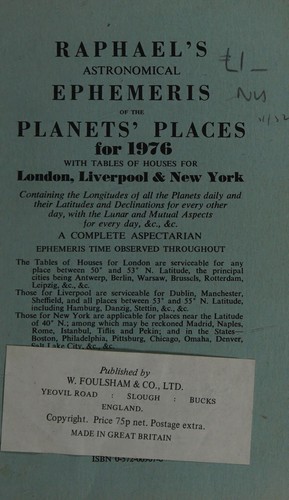 RAPHAEL'S
£1–
ASTRONOMICAL
EPHEMERIS
OF THE
PLANETS' PLACES
for 1976
WITH TABLES OF HOUSES FOR
London, Liverpool & New York
Containing the Longitudes of all the Planets daily and
their Latitudes and Declinations for every other
day, with the Lunar and Mutual Aspects
for every day, &c., &c.
A COMPLETE ASPECTARIAN
EPHEMERIS TIME OBSERVED THROUGHOUT
The Tables of Houses for London are serviceable for any
place between 50° and 53° N. Latitude, the principal
cities being Antwerp, Berlin, Warsaw, Brussels, Rotterdam,
Leipzig, &c., &c.
Those for Liverpool are serviceable for Dublin, Manchester,
Sheffield, and all places between 53° and 55° N. Latitude,
including Hamburg, Danzig, Stettin, &c., &c.
Those for New York are applicable for places near the Latitude
of 40° N.; among which may be reckoned Madrid, Naples,
Rome, Istanbul, Tiflis and Pekin; and in the States—
Boston, Philadelphia, Pittsburg, Chicago, Omaha, Denver,
Salt Lake City, &c., &c.
Published by
W. FOULSHAM & CO., LTD.
YEOVIL ROAD : SLOUGH : BUCKS
ENGLAND.
Copyright. Price 75p net. Postage extra.
MADE IN GREAT BRITAIN
ISBN